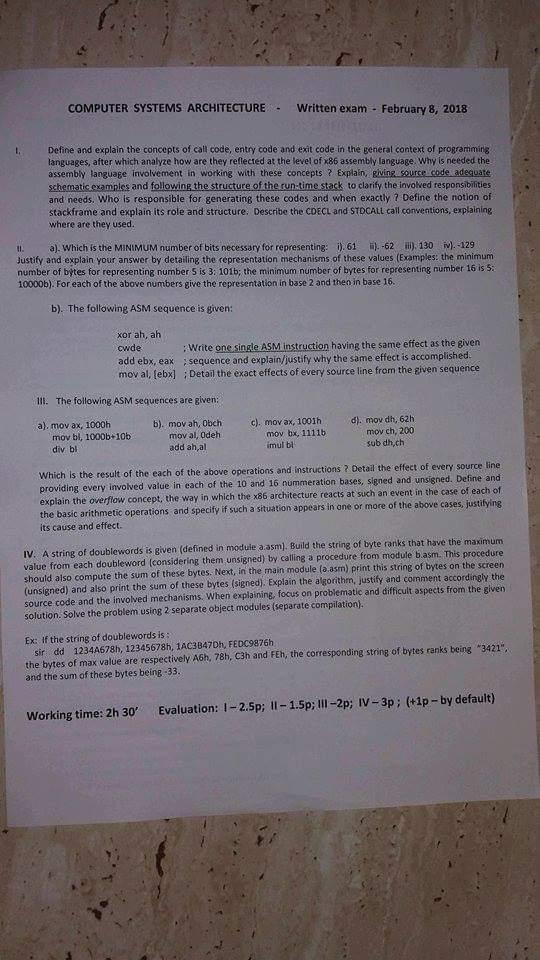 COMPUTER SYSTEMS ARCHITECTURE - Written exam - February 8, 2018
I. Define and explain the concepts of call code, entry code and exit code in the general context of programming
languages, after which analyze how are they reflected at the level of x86 assembly language. Why is needed the
assembly language involvement in working with these concepts ? Explain, giving source code adequate
schematic examples and following the structure of the run-time stack to clarify the involved responsibilities
and needs. Who is responsible for generating these codes and when exactly ? Define the notion of
stackframe and explain its role and structure. Describe the CDECL and STDCALL call conventions, explaining
where are they used.
II. a). Which is the MINIMUM number of bits necessary for representing: i). 61 ii). -62 iii). 130 iv). -129
Justify and explain your answer by detailing the representation mechanisms of these values (Examples: the minimum
number of bytes for representing number 5 is 3: 101b; the minimum number of bytes for representing number 16 is 5:
10000b). For each of the above numbers give the representation in base 2 and then in base 16.
b). The following ASM sequence is given:
xor ah, ah
cwde ; Write one single ASM instruction having the same effect as the given
add ebx, eax ; sequence and explain/justify why the same effect is accomplished.
mov al, [ebx] ; Detail the exact effects of every source line from the given sequence
III. The following ASM sequences are given:
a). mov ax, 1000h b). mov ah, 0bch c). mov ax, 1001h d). mov dh, 62h
mov bl, 1000b+10b mov al, 0deh mov bx, 1111b mov ch, 200
div bl add ah,al imul bl sub dh,ch
Which is the result of the each of the above operations and instructions ? Detail the effect of every source line
providing every involved value in each of the 10 and 16 nummeration bases, signed and unsigned. Define and
explain the overflow concept, the way in which the x86 architecture reacts at such an event in the case of each of
the basic arithmetic operations and specify if such a situation appears in one or more of the above cases, justifying
its cause and effect.
IV. A string of doublewords is given (defined in module a.asm). Build the string of byte ranks that have the maximum
value from each doubleword (considering them unsigned) by calling a procedure from module b.asm. This procedure
should also compute the sum of these bytes. Next, in the main module (a.asm) print this string of bytes on the screen
(unsigned) and also print the sum of these bytes (signed). Explain the algorithm, justify and comment accordingly the
source code and the involved mechanisms. When explaining, focus on problematic and difficult aspects from the given
solution. Solve the problem using 2 separate object modules (separate compilation).
Ex: If the string of doublewords is :
sir dd 1234A678h, 12345678h, 1AC3B47Dh, FEDC9876h
the bytes of max value are respectively A6h, 78h, C3h and FEh, the corresponding string of bytes ranks being "3421",
and the sum of these bytes being -33.
Working time: 2h 30' Evaluation: I – 2.5p; II – 1.5p; III –2p; IV – 3p ; (+1p – by default)